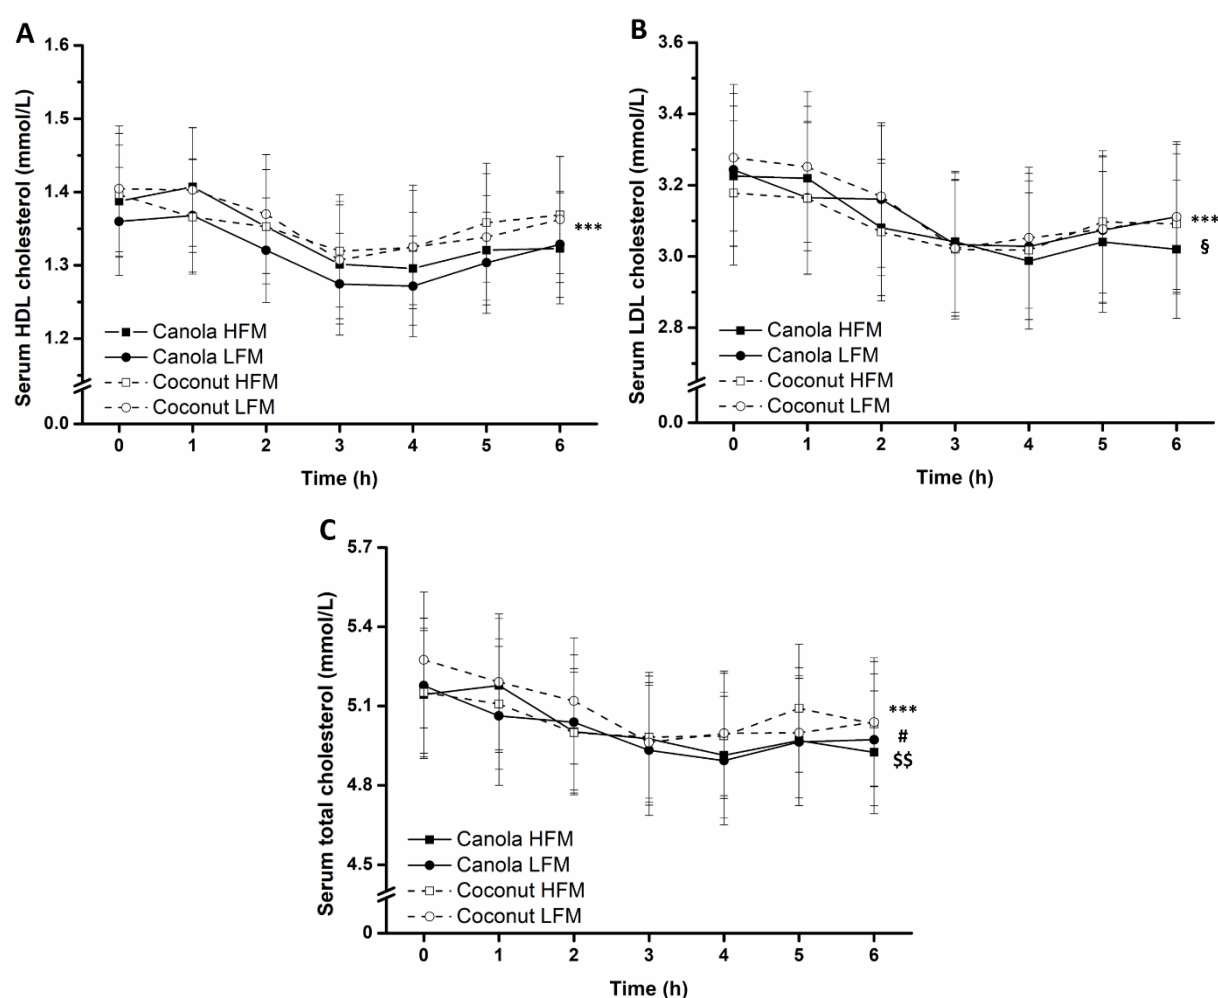 A
Serum HDL cholesterol (mmol/L)
1.6
1.5
1.4
1.3
1.2
0.0
***
Canola HFM
Canola LFM
Coconut HFM
Coconut LFM
0 1 2 3 4 5 6
Time (h)
B
Serum LDL cholesterol (mmol/L)
3.6
3.4
3.2
3.0
2.8
0.0
***
§
Canola HFM
Canola LFM
Coconut HFM
Coconut LFM
0 1 2 3 4 5 6
Time (h)
C
Serum total cholesterol (mmol/L)
5.7
5.4
5.1
4.8
4.5
0
***
#
$$
Canola HFM
Canola LFM
Coconut HFM
Coconut LFM
0 1 2 3 4 5 6
Time (h)